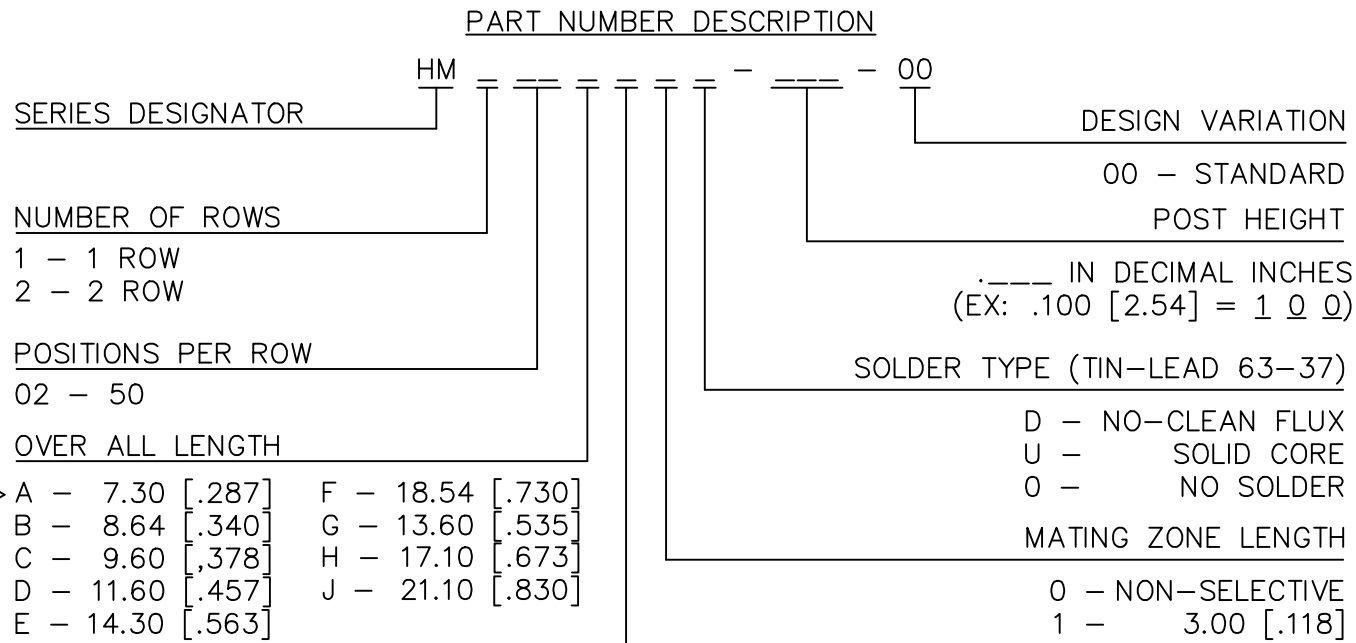 PART NUMBER DESCRIPTION
HM _ __ _ _ _ _ – ___ – 00
SERIES DESIGNATOR
NUMBER OF ROWS
1 – 1 ROW
2 – 2 ROW
POSITIONS PER ROW
02 – 50
OVER ALL LENGTH
A – 7.30 [.287] F – 18.54 [.730]
B – 8.64 [.340] G – 13.60 [.535]
C – 9.60 [,378] H – 17.10 [.673]
D – 11.60 [.457] J – 21.10 [.830]
E – 14.30 [.563]
DESIGN VARIATION
00 – STANDARD
POST HEIGHT
.___ IN DECIMAL INCHES
(EX: .100 [2.54] = 1 0 0)
SOLDER TYPE (TIN–LEAD 63–37)
D – NO–CLEAN FLUX
U – SOLID CORE
0 – NO SOLDER
MATING ZONE LENGTH
0 – NON–SELECTIVE
1 – 3.00 [.118]